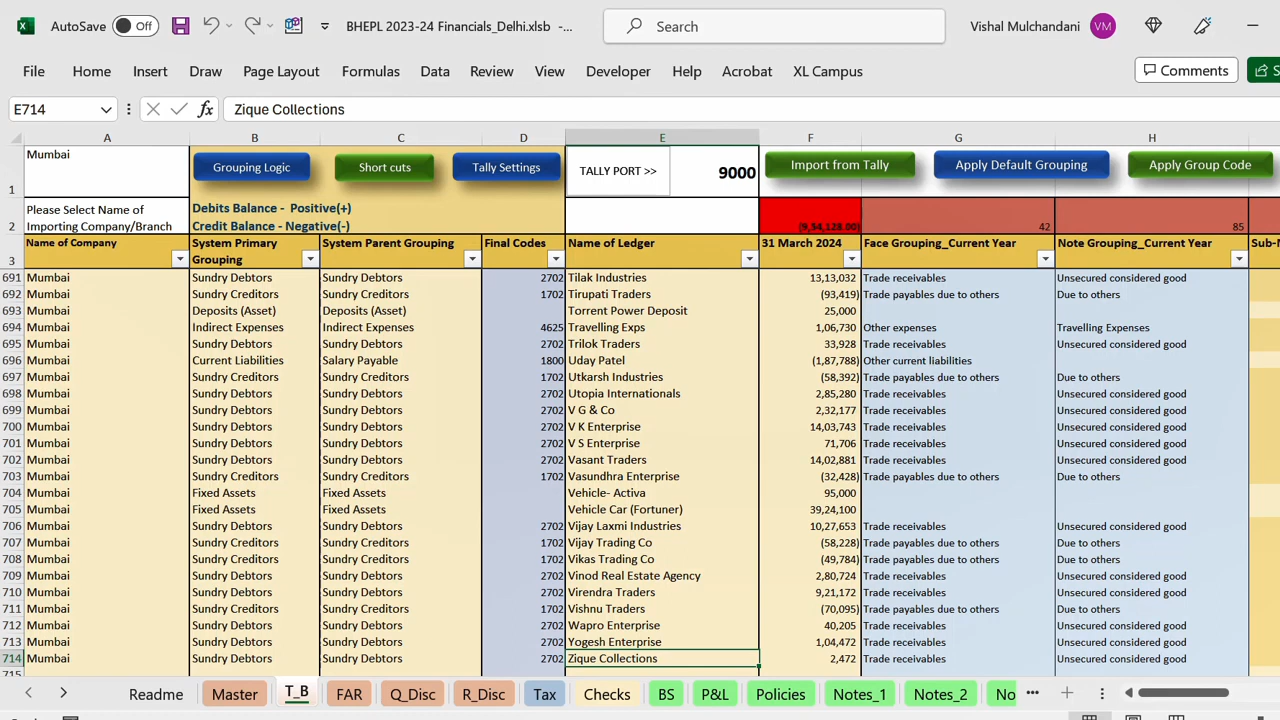 AutoSave Off BHEPL 2023-24 Financials_Delhi.xlsb -... Search Vishal Mulchandani VM
File Home Insert Draw Page Layout Formulas Data Review View Developer Help Acrobat XL Campus Comments S
E714 fx Zique Collections
A B C D E F G H
1 Mumbai Grouping Logic Short cuts Tally Settings TALLY PORT >> 9000 Import from Tally Apply Default Grouping Apply Group Code
2 Please Select Name of Importing Company/Branch Debits Balance - Positive(+) Credit Balance - Negative(-) (9,54,128.00) 42 85
3 Name of Company System Primary Grouping System Parent Grouping Final Codes Name of Ledger 31 March 2024 Face Grouping_Current Year Note Grouping_Current Year Sub-N
691 Mumbai Sundry Debtors Sundry Debtors 2702 Tilak Industries 13,13,032 Trade receivables Unsecured considered good
692 Mumbai Sundry Creditors Sundry Creditors 1702 Tirupati Traders (93,419) Trade payables due to others Due to others
693 Mumbai Deposits (Asset) Deposits (Asset) Torrent Power Deposit 25,000
694 Mumbai Indirect Expenses Indirect Expenses 4625 Travelling Exps 1,06,730 Other expenses Travelling Expenses
695 Mumbai Sundry Debtors Sundry Debtors 2702 Trilok Traders 33,928 Trade receivables Unsecured considered good
696 Mumbai Current Liabilities Salary Payable 1800 Uday Patel (1,87,788) Other current liabilities
697 Mumbai Sundry Creditors Sundry Creditors 1702 Utkarsh Industries (58,392) Trade payables due to others Due to others
698 Mumbai Sundry Debtors Sundry Debtors 2702 Utopia Internationals 2,85,280 Trade receivables Unsecured considered good
699 Mumbai Sundry Debtors Sundry Debtors 2702 V G & Co 2,32,177 Trade receivables Unsecured considered good
700 Mumbai Sundry Debtors Sundry Debtors 2702 V K Enterprise 14,03,743 Trade receivables Unsecured considered good
701 Mumbai Sundry Debtors Sundry Debtors 2702 V S Enterprise 71,706 Trade receivables Unsecured considered good
702 Mumbai Sundry Debtors Sundry Debtors 2702 Vasant Traders 14,02,881 Trade receivables Unsecured considered good
703 Mumbai Sundry Creditors Sundry Creditors 1702 Vasundhra Enterprise (32,428) Trade payables due to others Due to others
704 Mumbai Fixed Assets Fixed Assets Vehicle- Activa 95,000
705 Mumbai Fixed Assets Fixed Assets Vehicle Car (Fortuner) 39,24,100
706 Mumbai Sundry Debtors Sundry Debtors 2702 Vijay Laxmi Industries 10,27,653 Trade receivables Unsecured considered good
707 Mumbai Sundry Creditors Sundry Creditors 1702 Vijay Trading Co (58,228) Trade payables due to others Due to others
708 Mumbai Sundry Creditors Sundry Creditors 1702 Vikas Trading Co (49,784) Trade payables due to others Due to others
709 Mumbai Sundry Debtors Sundry Debtors 2702 Vinod Real Estate Agency 2,80,724 Trade receivables Unsecured considered good
710 Mumbai Sundry Debtors Sundry Debtors 2702 Virendra Traders 9,21,172 Trade receivables Unsecured considered good
711 Mumbai Sundry Creditors Sundry Creditors 1702 Vishnu Traders (70,095) Trade payables due to others Due to others
712 Mumbai Sundry Debtors Sundry Debtors 2702 Wapro Enterprise 40,205 Trade receivables Unsecured considered good
713 Mumbai Sundry Debtors Sundry Debtors 2702 Yogesh Enterprise 1,04,472 Trade receivables Unsecured considered good
714 Mumbai Sundry Debtors Sundry Debtors 2702 Zique Collections 2,472 Trade receivables Unsecured considered good
715
Readme Master T_B FAR Q_Disc R_Disc Tax Checks BS P&L Policies Notes_1 Notes_2 No